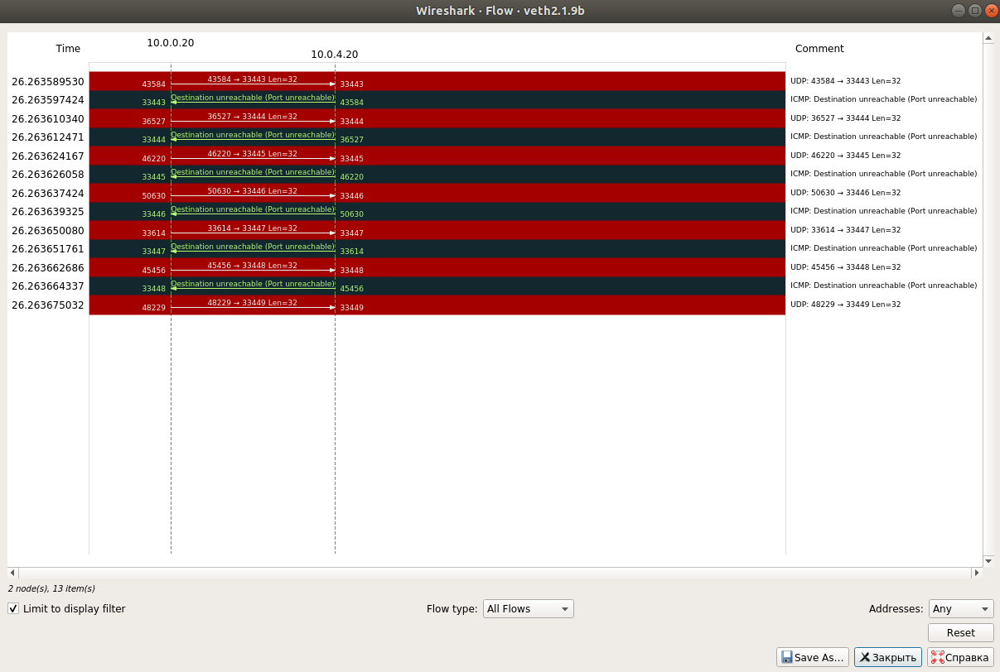 Wireshark · Flow · veth2.1.9b
Time 10.0.0.20 10.0.4.20 Comment
26.263589530 43584 43584 → 33443 Len=32 33443 UDP: 43584 → 33443 Len=32
26.263597424 33443 Destination unreachable (Port unreachable) 43584 ICMP: Destination unreachable (Port unreachable)
26.263610340 36527 36527 → 33444 Len=32 33444 UDP: 36527 → 33444 Len=32
26.263612471 33444 Destination unreachable (Port unreachable) 36527 ICMP: Destination unreachable (Port unreachable)
26.263624167 46220 46220 → 33445 Len=32 33445 UDP: 46220 → 33445 Len=32
26.263626058 33445 Destination unreachable (Port unreachable) 46220 ICMP: Destination unreachable (Port unreachable)
26.263637424 50630 50630 → 33446 Len=32 33446 UDP: 50630 → 33446 Len=32
26.263639325 33446 Destination unreachable (Port unreachable) 50630 ICMP: Destination unreachable (Port unreachable)
26.263650080 33614 33614 → 33447 Len=32 33447 UDP: 33614 → 33447 Len=32
26.263651761 33447 Destination unreachable (Port unreachable) 33614 ICMP: Destination unreachable (Port unreachable)
26.263662686 45456 45456 → 33448 Len=32 33448 UDP: 45456 → 33448 Len=32
26.263664337 33448 Destination unreachable (Port unreachable) 45456 ICMP: Destination unreachable (Port unreachable)
26.263675032 48229 48229 → 33449 Len=32 33449 UDP: 48229 → 33449 Len=32
2 node(s), 13 item(s)
Limit to display filter Flow type: All Flows Addresses: Any
Reset
Save As... Закрыть Справка